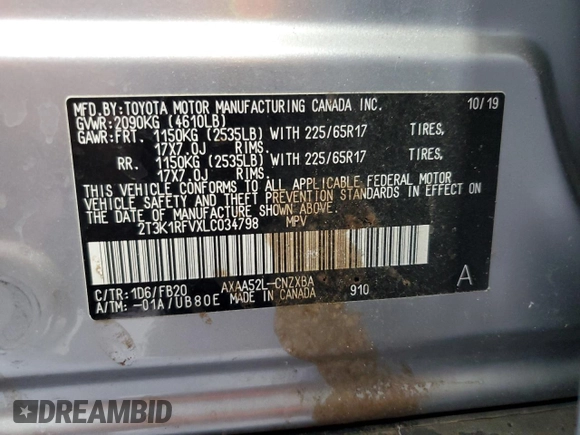 MFD.BY:TOYOTA MOTOR MANUFACTURING CANADA INC. 10/19
GVWR:2090KG (4610LB)
GAWR:FRT. 1150KG (2535LB) WITH 225/65R17 TIRES,
17X7.0J RIMS.
RR. 1150KG (2535LB) WITH 225/65R17 TIRES,
17X7.0J RIMS.
THIS VEHICLE CONFORMS TO ALL APPLICABLE FEDERAL MOTOR
VEHICLE SAFETY AND THEFT PREVENTION STANDARDS IN EFFECT ON
THE DATE OF MANUFACTURE SHOWN ABOVE.
2T3K1RFVXLC034798 MPV
C/TR:1D6/FB20 AXAA52L-CNZXBA 910 A
A/TM:-01A/UB80E MADE IN CANADA
DREAMBID